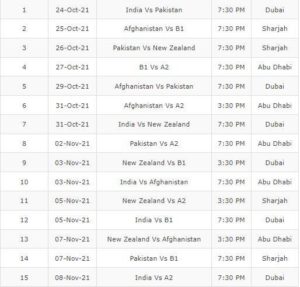 1 24-Oct-21 India Vs Pakistan 7:30 PM Dubai
2 25-Oct-21 Afghanistan Vs B1 7:30 PM Sharjah
3 26-Oct-21 Pakistan Vs New Zealand 7:30 PM Sharjah
4 27-Oct-21 B1 Vs A2 7:30 PM Abu Dhabi
5 29-Oct-21 Afghanistan Vs Pakistan 7:30 PM Dubai
6 31-Oct-21 Afghanistan Vs A2 3:30 PM Abu Dhabi
7 31-Oct-21 India Vs New Zealand 7:30 PM Dubai
8 02-Nov-21 Pakistan Vs A2 7:30 PM Abu Dhabi
9 03-Nov-21 New Zealand Vs B1 3:30 PM Dubai
10 03-Nov-21 India Vs Afghanistan 7:30 PM Abu Dhabi
11 05-Nov-21 New Zealand Vs A2 3:30 PM Sharjah
12 05-Nov-21 India Vs B1 7:30 PM Dubai
13 07-Nov-21 New Zealand Vs Afghanistan 3:30 PM Abu Dhabi
14 07-Nov-21 Pakistan Vs B1 7:30 PM Sharjah
15 08-Nov-21 India Vs A2 7:30 PM Dubai